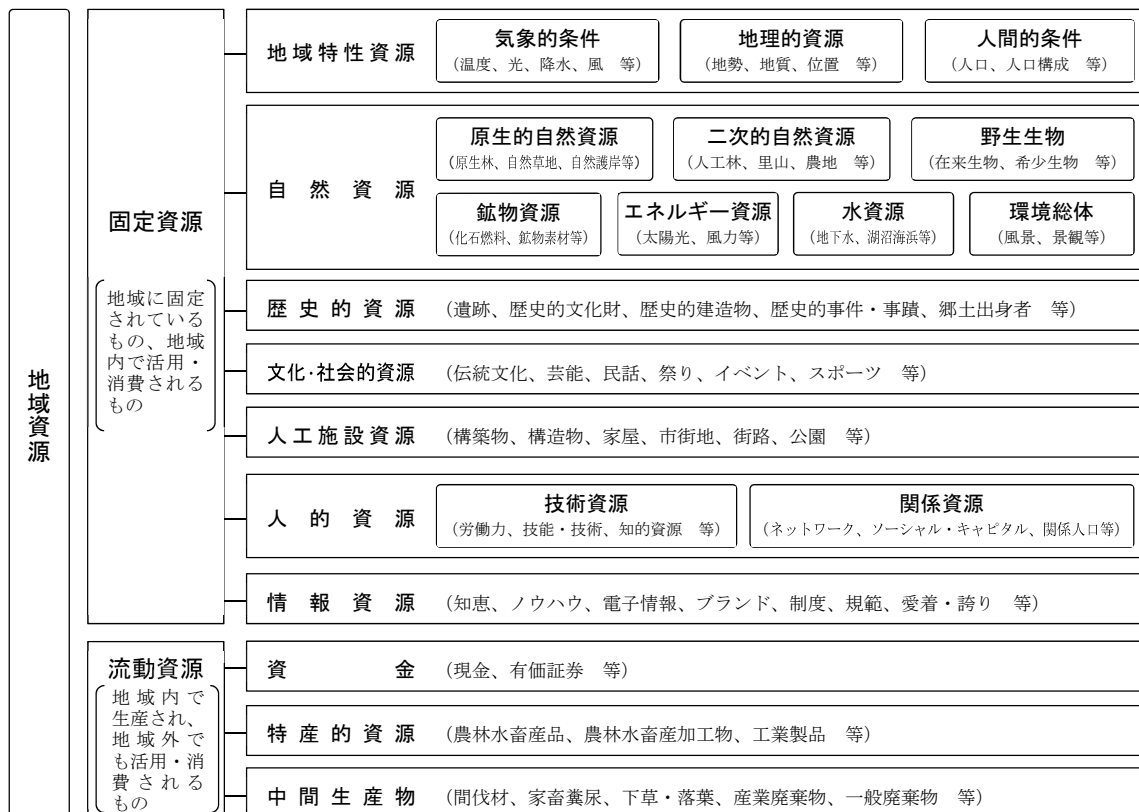 地域資源
固定資源
地域に固定
されている
もの、地域
内で活用・
消費される
もの
地域特性資源
気象的条件
(温度、光、降水、風　等)
地理的資源
(地勢、地質、位置　等)
人間的条件
(人口、人口構成　等)
自然資源
原生的自然資源
(原生林、自然草地、自然護岸等)
二次的自然資源
(人工林、里山、農地　等)
野生生物
(在来生物、希少生物　等)
鉱物資源
(化石燃料、鉱物素材等)
エネルギー資源
(太陽光、風力等)
水資源
(地下水、湖沼海浜等)
環境総体
(風景、景観等)
歴史的資源 (遺跡、歴史的文化財、歴史的建造物、歴史的事件・事蹟、郷土出身者　等)
文化・社会的資源 (伝統文化、芸能、民話、祭り、イベント、スポーツ　等)
人工施設資源 (構築物、構造物、家屋、市街地、街路、公園　等)
人的資源
技術資源
(労働力、技能・技術、知的資源　等)
関係資源
(ネットワーク、ソーシャル・キャピタル、関係人口等)
情報資源 (知恵、ノウハウ、電子情報、ブランド、制度、規範、愛着・誇り　等)
流動資源
地域内で
生産され、
地域外で
も活用・消
費される
もの
資金 (現金、有価証券　等)
特産的資源 (農林水畜産品、農林水畜産加工物、工業製品　等)
中間生産物 (間伐材、家畜糞尿、下草・落葉、産業廃棄物、一般廃棄物　等)